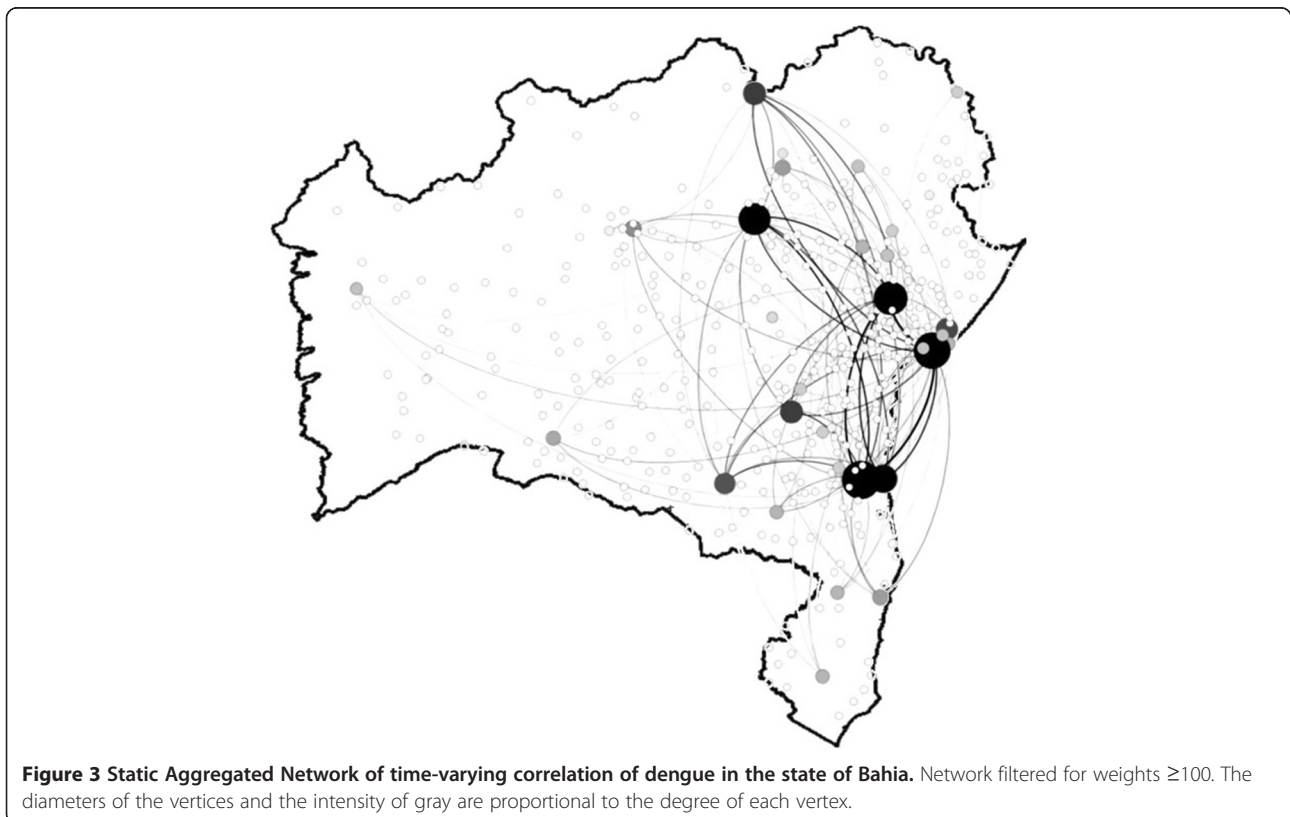 Figure 3 Static Aggregated Network of time-varying correlation of dengue in the state of Bahia. Network filtered for weights ≥100. The
diameters of the vertices and the intensity of gray are proportional to the degree of each vertex.